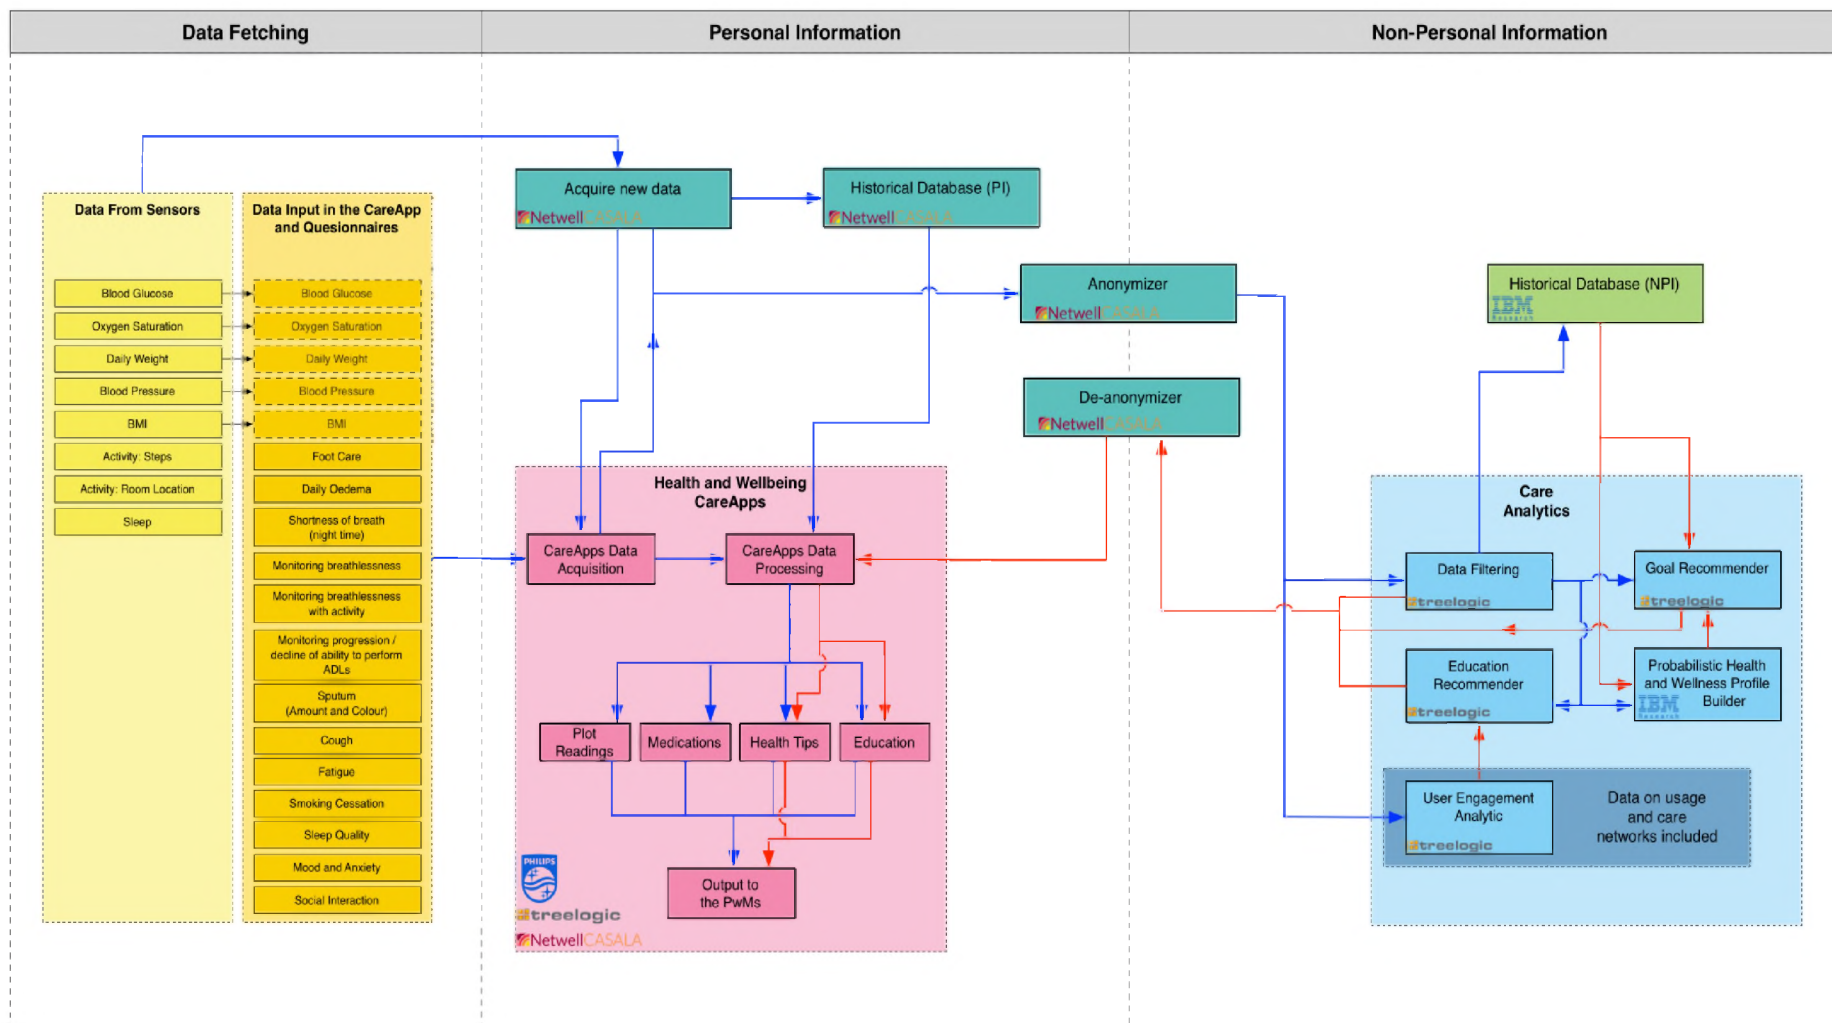 Data Fetching
Personal Information
Non-Personal Information
Data From Sensors
Blood Glucose
Oxygen Saturation
Daily Weight
Blood Pressure
BMI
Activity: Steps
Activity: Room Location
Sleep
Data Input in the CareApp
and Quesionnaires
Blood Glucose
Oxygen Saturation
Daily Weight
Blood Pressure
BMI
Foot Care
Daily Oedema
Shortness of breath
(night time)
Monitoring breathlessness
Monitoring breathlessness
with activity
Monitoring progression /
decline of ability to perform
ADLs
Sputum
(Amount and Colour)
Cough
Fatigue
Smoking Cessation
Sleep Quality
Mood and Anxiety
Social Interaction
Acquire new data
NetwellCASALA
Historical Database (PI)
NetwellCASALA
Anonymizer
NetwellCASALA
De-anonymizer
NetwellCASALA
Health and Wellbeing
CareApps
CareApps Data
Acquisition
CareApps Data
Processing
Plot
Readings
Medications
Health Tips
Education
Output to
the PwMs
PHILIPS
treelogic
NetwellCASALA
Historical Database (NPI)
IBM
Research
Care
Analytics
Data Filtering
treelogic
Goal Recommender
treelogic
Education
Recommender
treelogic
Probabilistic Health
and Wellness Profile
Builder
IBM
Research
User Engagement
Analytic
treelogic
Data on usage
and care
networks included